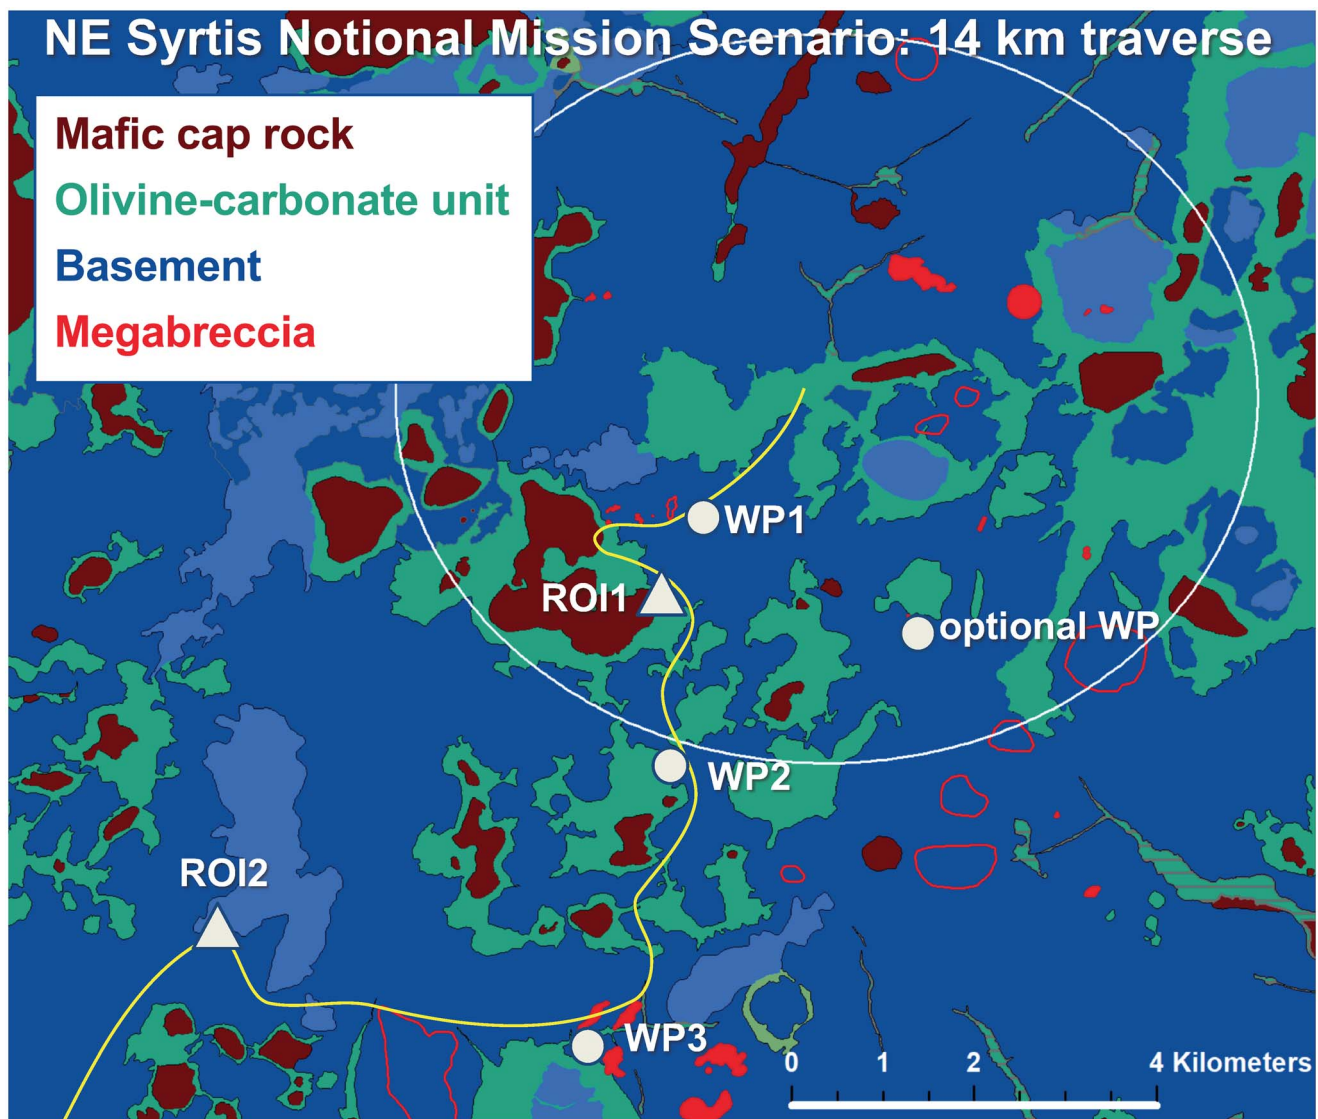 NE Syrtis Notional Mission Scenario: 14 km traverse
Mafic cap rock
Olivine-carbonate unit
Basement
Megabreccia
WP1
ROI1
optional WP
WP2
ROI2
WP3
0 1 2 4 Kilometers